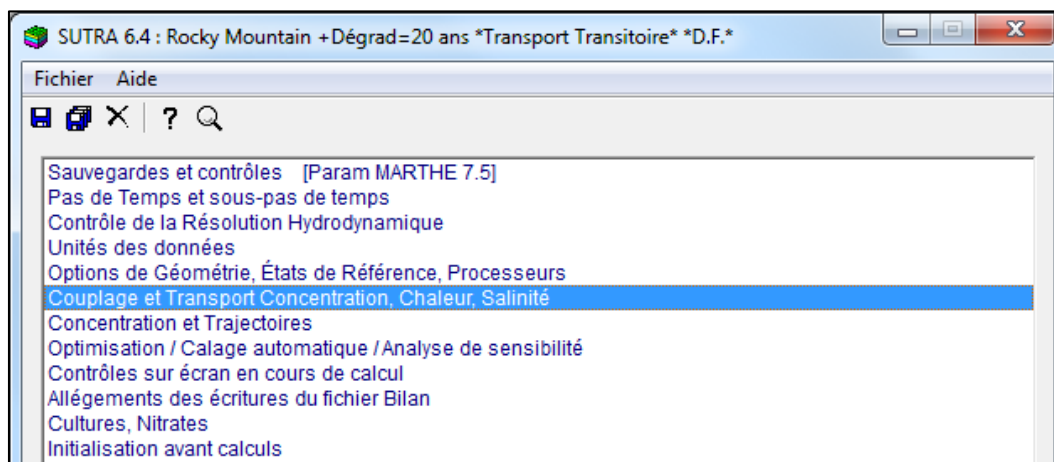 SUTRA 6.4 : Rocky Mountain +Dégrad=20 ans *Transport Transitoire* *D.F.*
Fichier Aide
Sauvegardes et contrôles [Param MARTHE 7.5]
Pas de Temps et sous-pas de temps
Contrôle de la Résolution Hydrodynamique
Unités des données
Options de Géométrie, États de Référence, Processeurs
Couplage et Transport Concentration, Chaleur, Salinité
Concentration et Trajectoires
Optimisation / Calage automatique / Analyse de sensibilité
Contrôles sur écran en cours de calcul
Allégements des écritures du fichier Bilan
Cultures, Nitrates
Initialisation avant calculs